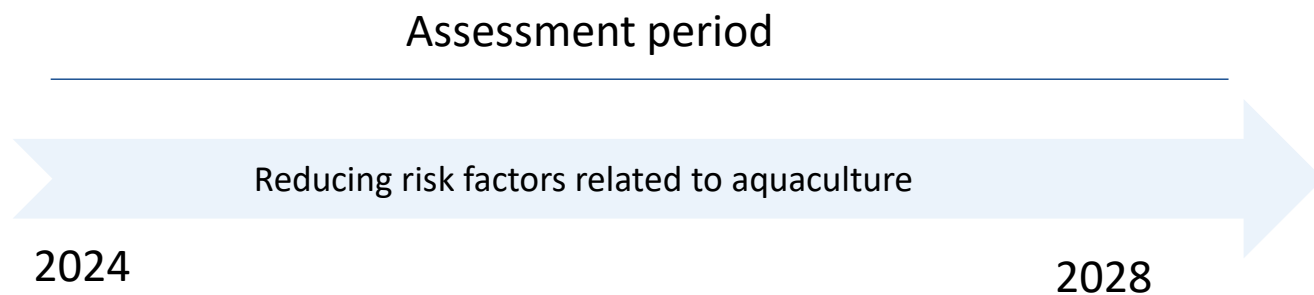 Assessment period
Reducing risk factors related to aquaculture
2024
2028